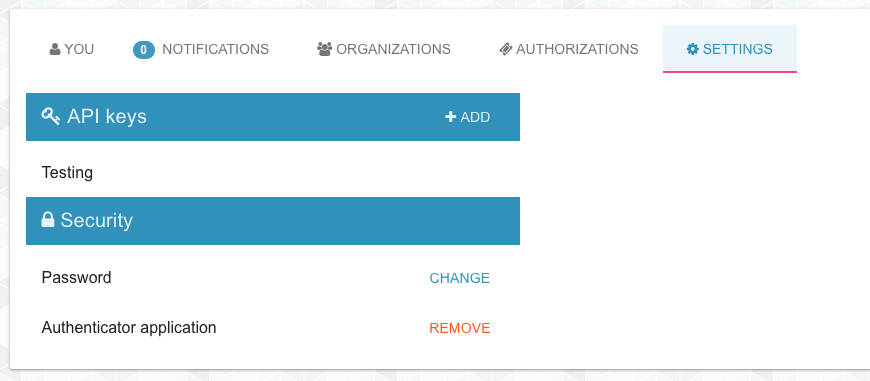 YOU 0 NOTIFICATIONS ORGANIZATIONS AUTHORIZATIONS SETTINGS
API keys ADD
Testing
Security
Password CHANGE
Authenticator application REMOVE